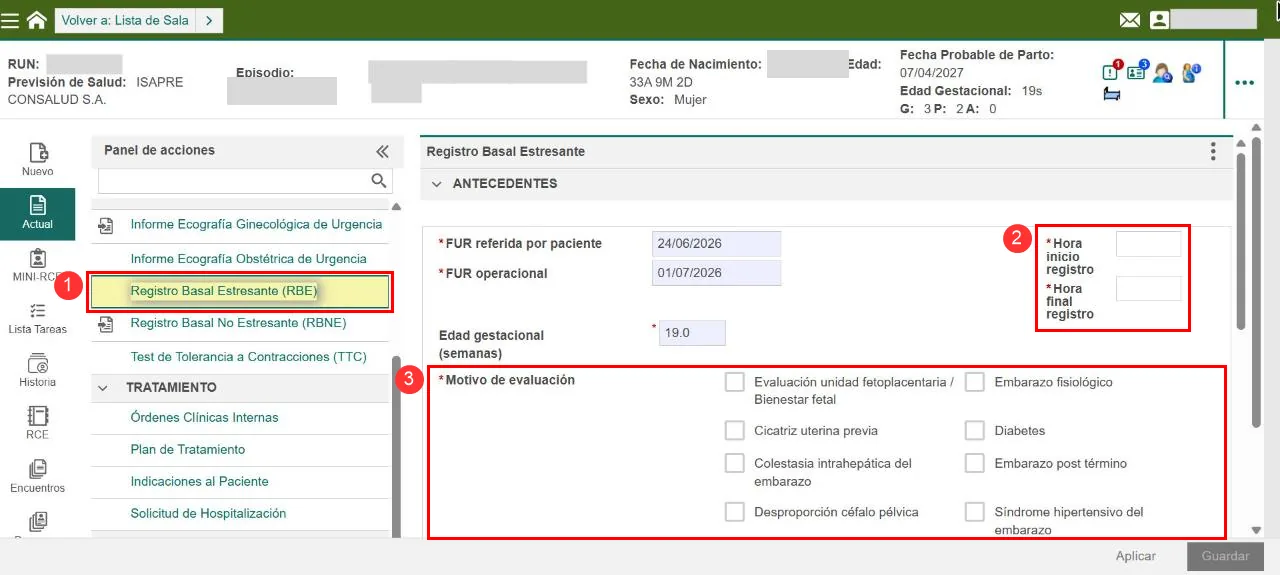 Volver a: Lista de Sala
RUN:
Previsión de Salud: ISAPRE
CONSALUD S.A.
Episodio:
Fecha de Nacimiento:
Edad:
33A 9M 2D
Sexo: Mujer
Fecha Probable de Parto:
07/04/2027
Edad Gestacional: 19s
G: 3 P: 2 A: 0
1
3
Nuevo
Actual
MINI-RCE
Lista Tareas
Historia
RCE
Encuentros
Panel de acciones
Informe Ecografía Ginecológica de Urgencia
Informe Ecografía Obstétrica de Urgencia
1
Registro Basal Estresante (RBE)
Registro Basal No Estresante (RBNE)
Test de Tolerancia a Contracciones (TTC)
TRATAMIENTO
Órdenes Clínicas Internas
Plan de Tratamiento
Indicaciones al Paciente
Solicitud de Hospitalización
Registro Basal Estresante
ANTECEDENTES
*FUR referida por paciente 24/06/2026
*FUR operacional 01/07/2026
Edad gestacional
(semanas)
* 19.0
2
*Hora
inicio
registro
*Hora
final
registro
3
*Motivo de evaluación
Evaluación unidad fetoplacentaria /
Bienestar fetal
Embarazo fisiológico
Cicatriz uterina previa
Diabetes
Colestasia intrahepática del
embarazo
Embarazo post término
Desproporción céfalo pélvica
Síndrome hipertensivo del
embarazo
Aplicar
Guardar